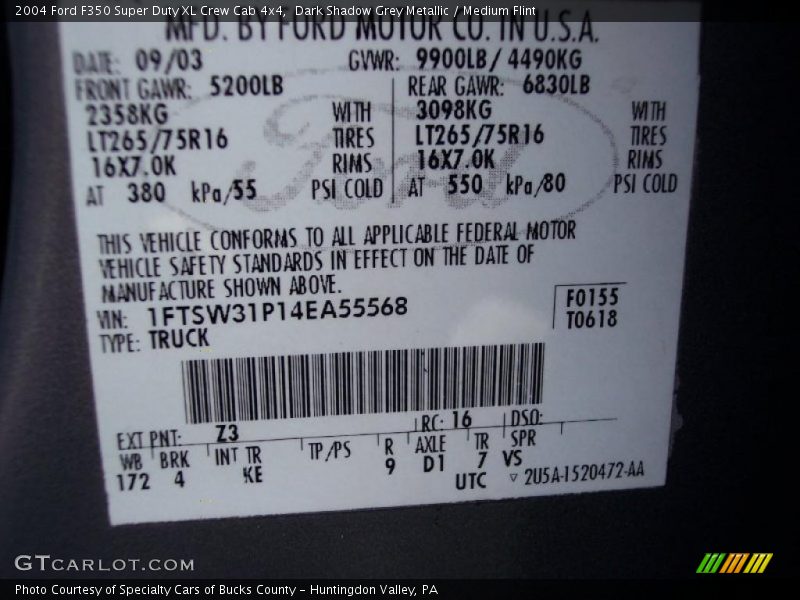 2004 Ford F350 Super Duty XL Crew Cab 4x4,  Dark Shadow Grey Metallic / Medium Flint
MFD. BY FORD MOTOR CO. IN U.S.A.
DATE: 09/03 GVWR: 9900LB/ 4490KG
FRONT GAWR: 5200LB REAR GAWR: 6830LB
2358KG WITH 3098KG WITH
LT265/75R16 TIRES LT265/75R16 TIRES
16X7.0K RIMS 16X7.0K RIMS
AT 380 kPa/55 PSI COLD AT 550 kPa/80 PSI COLD
THIS VEHICLE CONFORMS TO ALL APPLICABLE FEDERAL MOTOR
VEHICLE SAFETY STANDARDS IN EFFECT ON THE DATE OF
MANUFACTURE SHOWN ABOVE.
VIN: 1FTSW31P14EA55568 F0155
TYPE: TRUCK T0618
EXT PNT: Z3 RC: 16 DSO:
WB BRK INT TR TP/PS R AXLE TR SPR
172 4 KE 9 D1 7 VS
UTC ▽ 2U5A-1520472-AA
Ford
GTCARLOT.COM
Photo Courtesy of Specialty Cars of Bucks County – Huntingdon Valley, PA